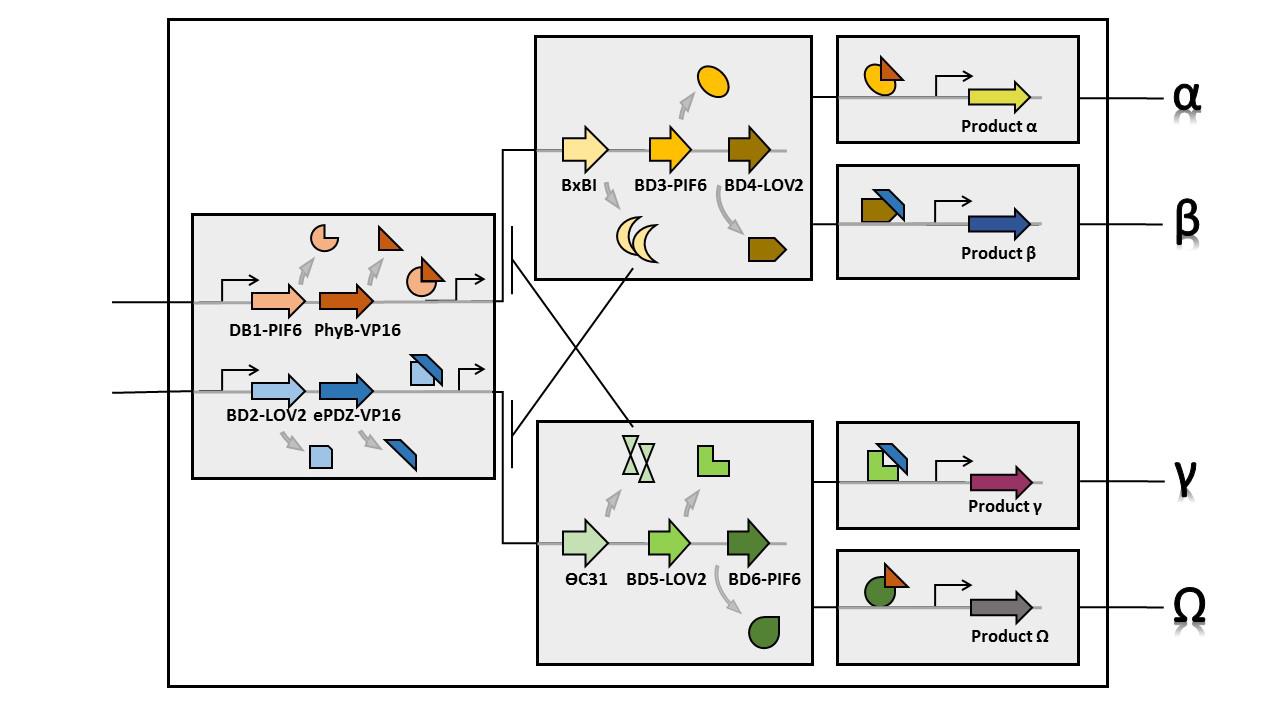 BxBI BD3-PIF6 BD4-LOV2
Product α
α
Product β
β
DB1-PIF6 PhyB-VP16
BD2-LOV2 ePDZ-VP16
ϴC31 BD5-LOV2 BD6-PIF6
Product γ
γ
Product Ω
Ω